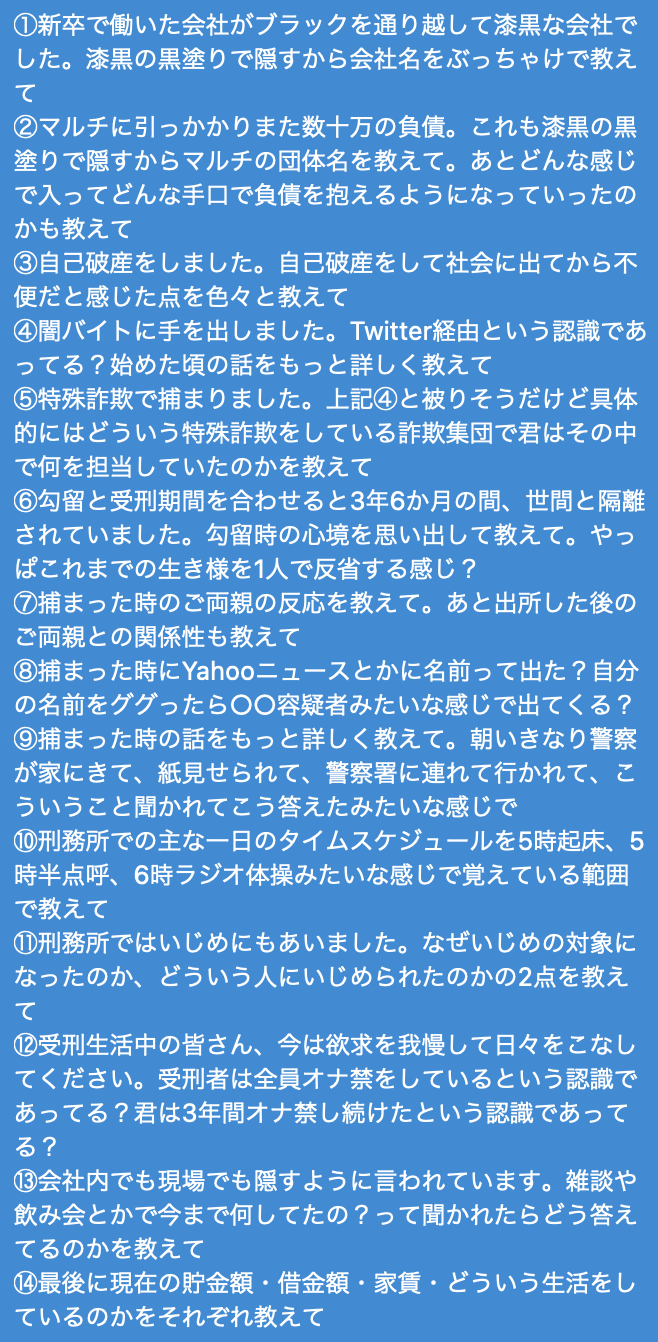 ①新卒で働いた会社がブラックを通り越して漆黒な会社で
した。漆黒の黒塗りで隠すから会社名をぶっちゃけで教え
て
②マルチに引っかかりまた数十万の負債。これも漆黒の黒
塗りで隠すからマルチの団体名を教えて。あとどんな感じ
で入ってどんな手口で負債を抱えるようになっていったの
かも教えて
③自己破産をしました。自己破産をして社会に出てから不
便だと感じた点を色々と教えて
④闇バイトに手を出しました。Twitter経由という認識であ
ってる？始めた頃の話をもっと詳しく教えて
⑤特殊詐欺で捕まりました。上記④と被りそうだけど具体
的にはどういう特殊詐欺をしている詐欺集団で君はその中
で何を担当していたのかを教えて
⑥勾留と受刑期間を合わせると3年6か月の間、世間と隔離
されていました。勾留時の心境を思い出して教えて。やっ
ぱこれまでの生き様を1人で反省する感じ？
⑦捕まった時のご両親の反応を教えて。あと出所した後の
ご両親との関係性も教えて
⑧捕まった時にYahooニュースとかに名前って出た？自分
の名前をググったら〇〇容疑者みたいな感じで出てくる？
⑨捕まった時の話をもっと詳しく教えて。朝いきなり警察
が家にきて、紙見せられて、警察署に連れて行かれて、こ
ういうこと聞かれてこう答えたみたいな感じで
⑩刑務所での主な一日のタイムスケジュールを5時起床、5
時半点呼、6時ラジオ体操みたいな感じで覚えている範囲
で教えて
⑪刑務所ではいじめにもあいました。なぜいじめの対象に
なったのか、どういう人にいじめられたのかの2点を教え
て
⑫受刑生活中の皆さん、今は欲求を我慢して日々をこなし
てください。受刑者は全員オナ禁をしているという認識で
あってる？君は3年間オナ禁し続けたという認識であって
る？
⑬会社内でも現場でも隠すように言われています。雑談や
飲み会とかで今まで何してたの？って聞かれたらどう答え
てるのかを教えて
⑭最後に現在の貯金額・借金額・家賃・どういう生活をし
ているのかをそれぞれ教えて